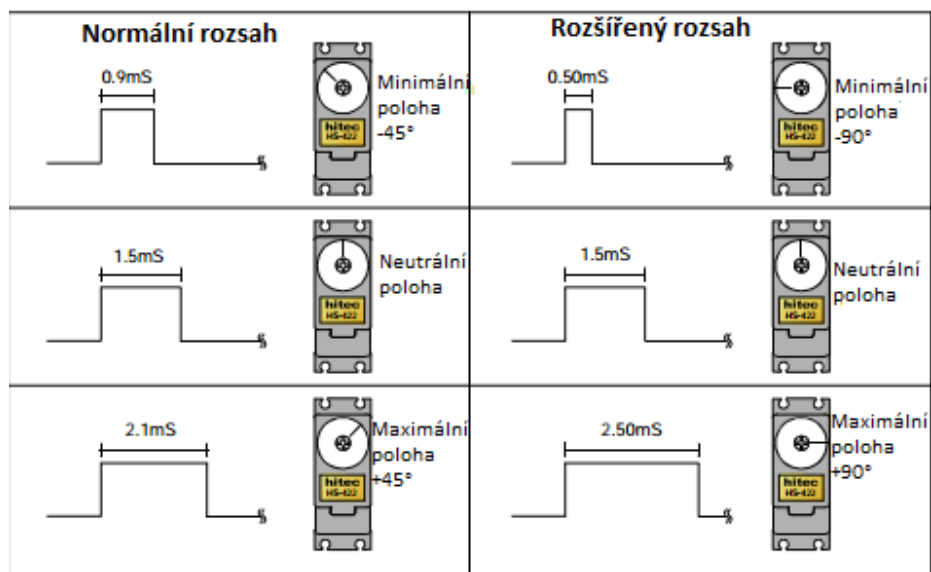 Normální rozsah
0.9mS
Minimální
poloha
-45°
hitec
HS-422
Rozšířený rozsah
0.50mS
Minimální
poloha
-90°
hitec
HS-422
1.5mS
Neutrální
poloha
hitec
HS-422
1.5mS
Neutrální
poloha
hitec
HS-422
2.1mS
Maximální
poloha
+45°
hitec
HS-422
2.50mS
Maximální
poloha
+90°
hitec
HS-422